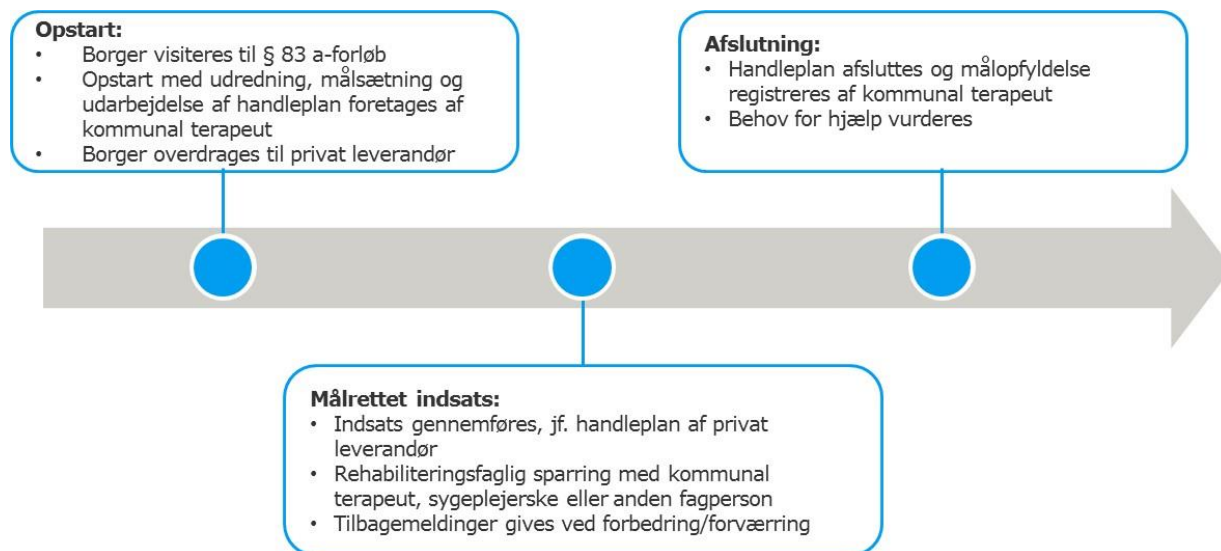 Opstart:
• Borger visiteres til § 83 a-forløb
• Opstart med udredning, målsætning og
udarbejdelse af handleplan foretages af
kommunal terapeut
• Borger overdrages til privat leverandør
Målrettet indsats:
• Indsats gennemføres, jf. handleplan af privat
leverandør
• Rehabiliteringsfaglig sparring med kommunal
terapeut, sygeplejerske eller anden fagperson
• Tilbagemeldinger gives ved forbedring/forværring
Afslutning:
• Handleplan afsluttes og målopfyldelse
registreres af kommunal terapeut
• Behov for hjælp vurderes